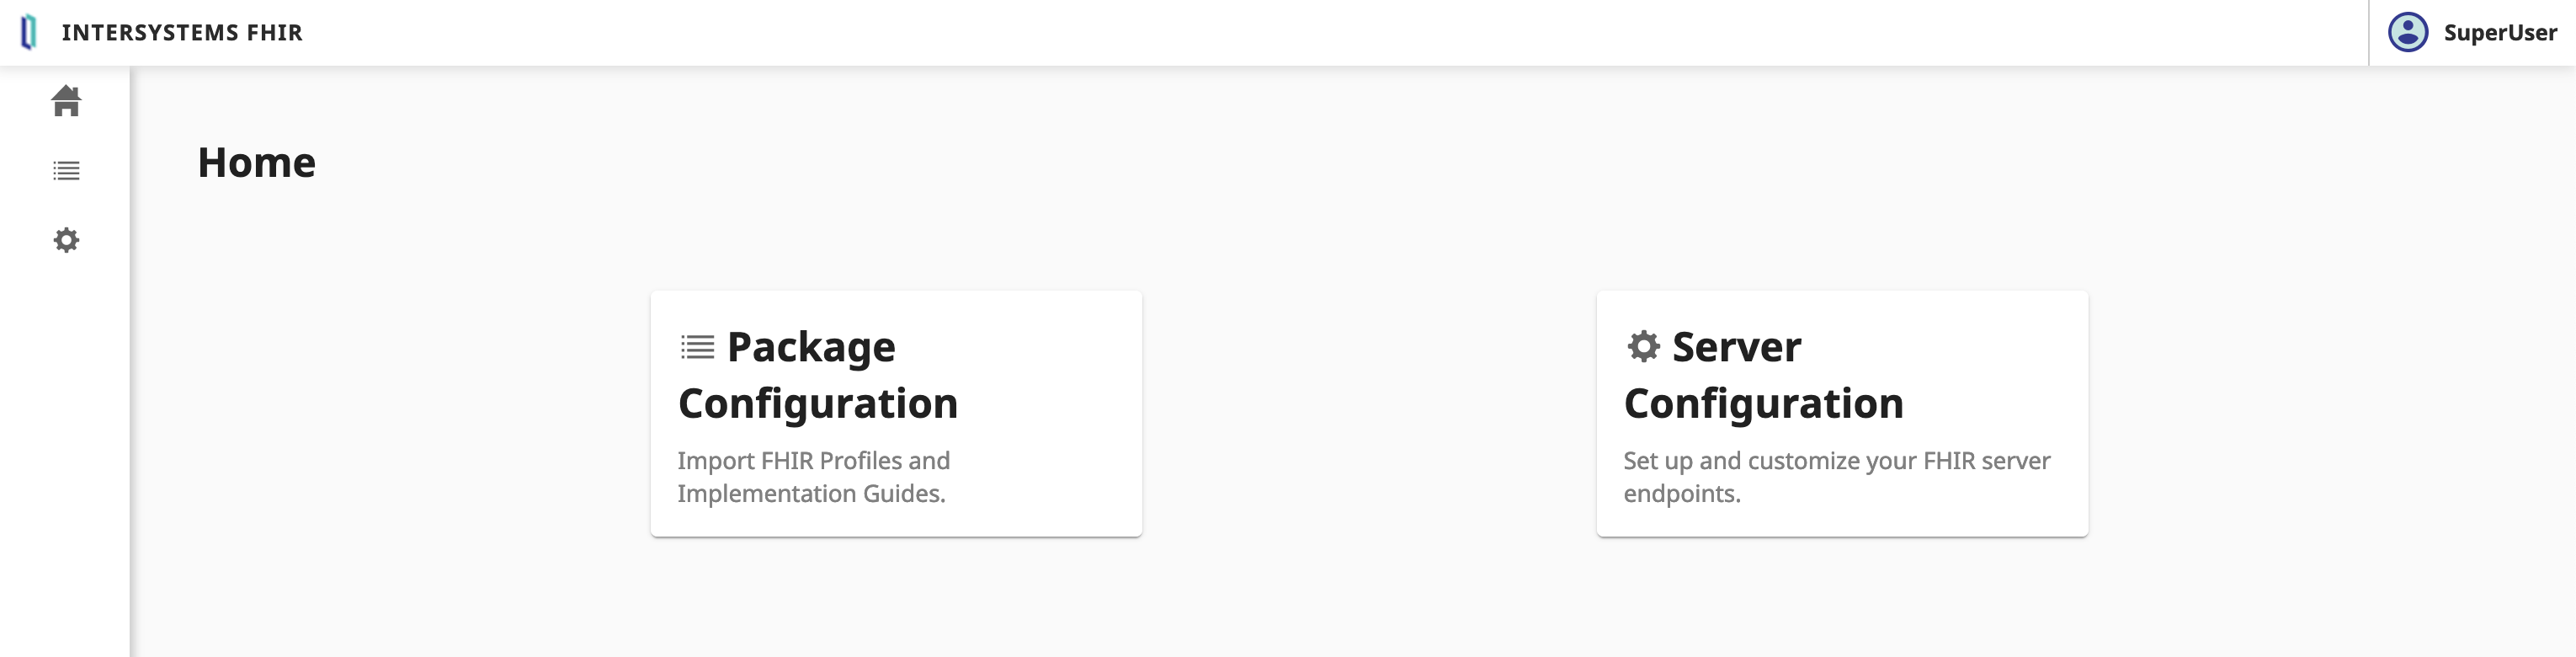 INTERSYSTEMS FHIR
SuperUser
Home
Package
Configuration
Import FHIR Profiles and
Implementation Guides.
Server
Configuration
Set up and customize your FHIR server
endpoints.